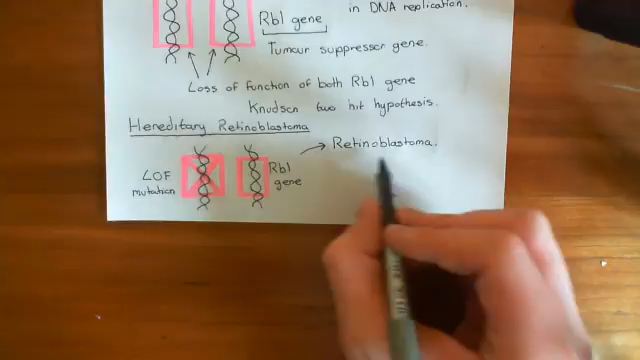 in DNA replication.
Rb1 gene
Tumour suppressor gene.
Loss of function of both Rb1 gene
Knudson two hit hypothesis.
Hereditary Retinoblastoma
Retinoblastoma.
LOF mutation
Rb1 gene